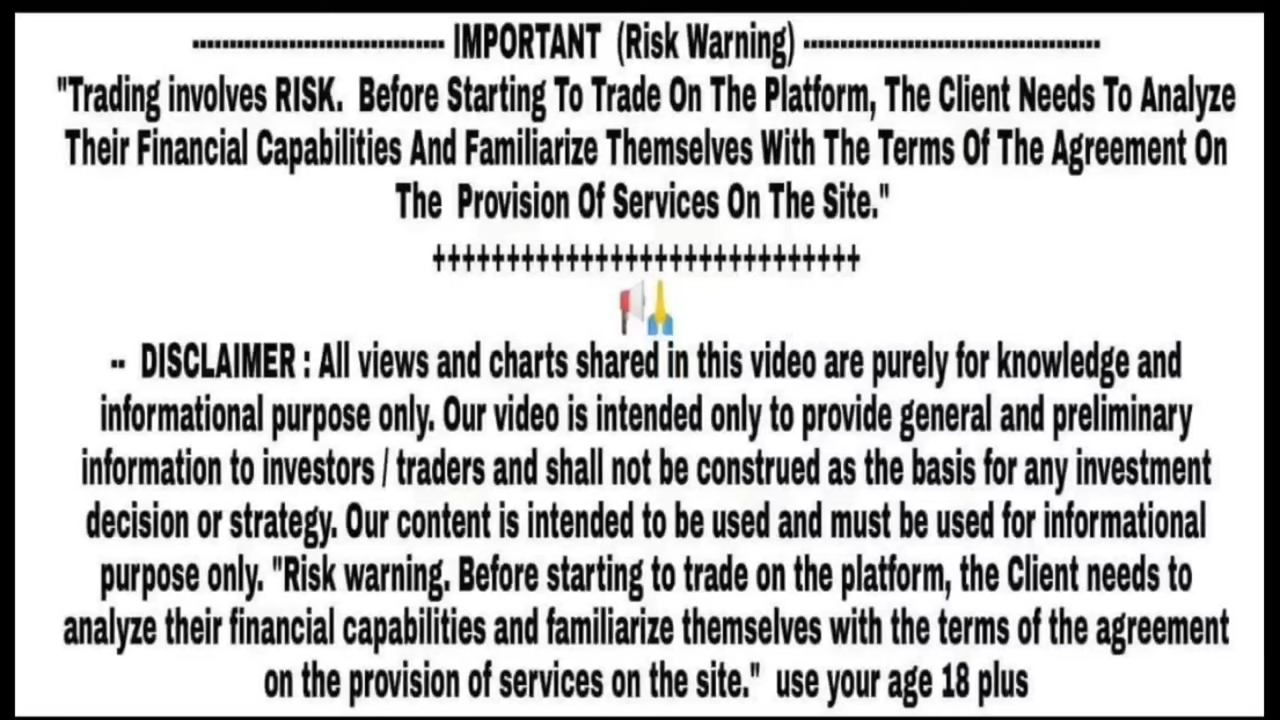 ---------------------------------- IMPORTANT (Risk Warning) ----------------------------------------
"Trading involves RISK. Before Starting To Trade On The Platform, The Client Needs To Analyze
Their Financial Capabilities And Familiarize Themselves With The Terms Of The Agreement On
The Provision Of Services On The Site."
++++++++++++++++++++++++++++
📢🙏
-- DISCLAIMER : All views and charts shared in this video are purely for knowledge and
informational purpose only. Our video is intended only to provide general and preliminary
information to investors / traders and shall not be construed as the basis for any investment
decision or strategy. Our content is intended to be used and must be used for informational
purpose only. "Risk warning. Before starting to trade on the platform, the Client needs to
analyze their financial capabilities and familiarize themselves with the terms of the agreement
on the provision of services on the site." use your age 18 plus